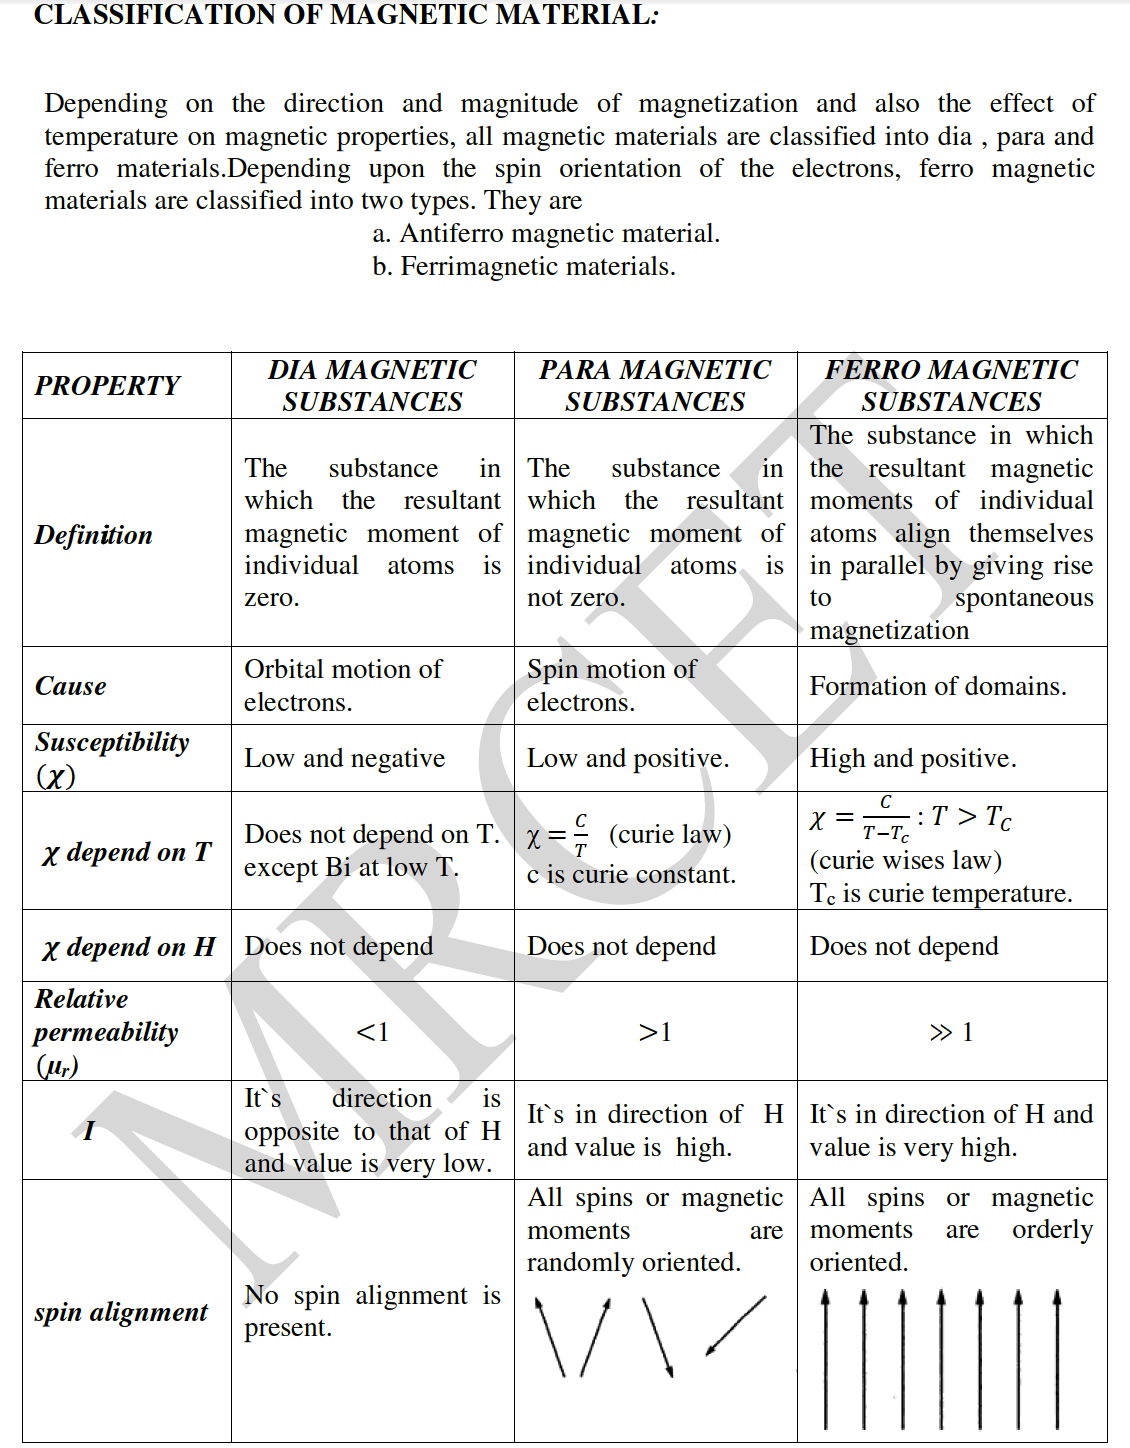 CLASSIFICATION OF MAGNETIC MATERIAL:
Depending on the direction and magnitude of magnetization and also the effect of
temperature on magnetic properties, all magnetic materials are classified into dia , para and
ferro materials.Depending upon the spin orientation of the electrons, ferro magnetic
materials are classified into two types. They are
a. Antiferro magnetic material.
b. Ferrimagnetic materials.
PROPERTY
DIA MAGNETIC
SUBSTANCES
PARA MAGNETIC
SUBSTANCES
FERRO MAGNETIC
SUBSTANCES
Definition
The substance in
which the resultant
magnetic moment of
individual atoms is
zero.
The substance in
which the resultant
magnetic moment of
individual atoms is
not zero.
The substance in which
the resultant magnetic
moments of individual
atoms align themselves
in parallel by giving rise
to spontaneous
magnetization
Cause
Orbital motion of
electrons.
Spin motion of
electrons.
Formation of domains.
Susceptibility
(χ)
Low and negative
Low and positive.
High and positive.
χ depend on T
Does not depend on T.
except Bi at low T.
χ = C/T (curie law)
c is curie constant.
χ = C/(T−Tc) : T > TC
(curie wises law)
Tc is curie temperature.
χ depend on H
Does not depend
Does not depend
Does not depend
Relative
permeability
(μr)
<1
>1
≫ 1
I
It`s direction is
opposite to that of H
and value is very low.
It`s in direction of H
and value is high.
It`s in direction of H and
value is very high.
spin alignment
No spin alignment is
present.
All spins or magnetic
moments are
randomly oriented.
All spins or magnetic
moments are orderly
oriented.
MRCET